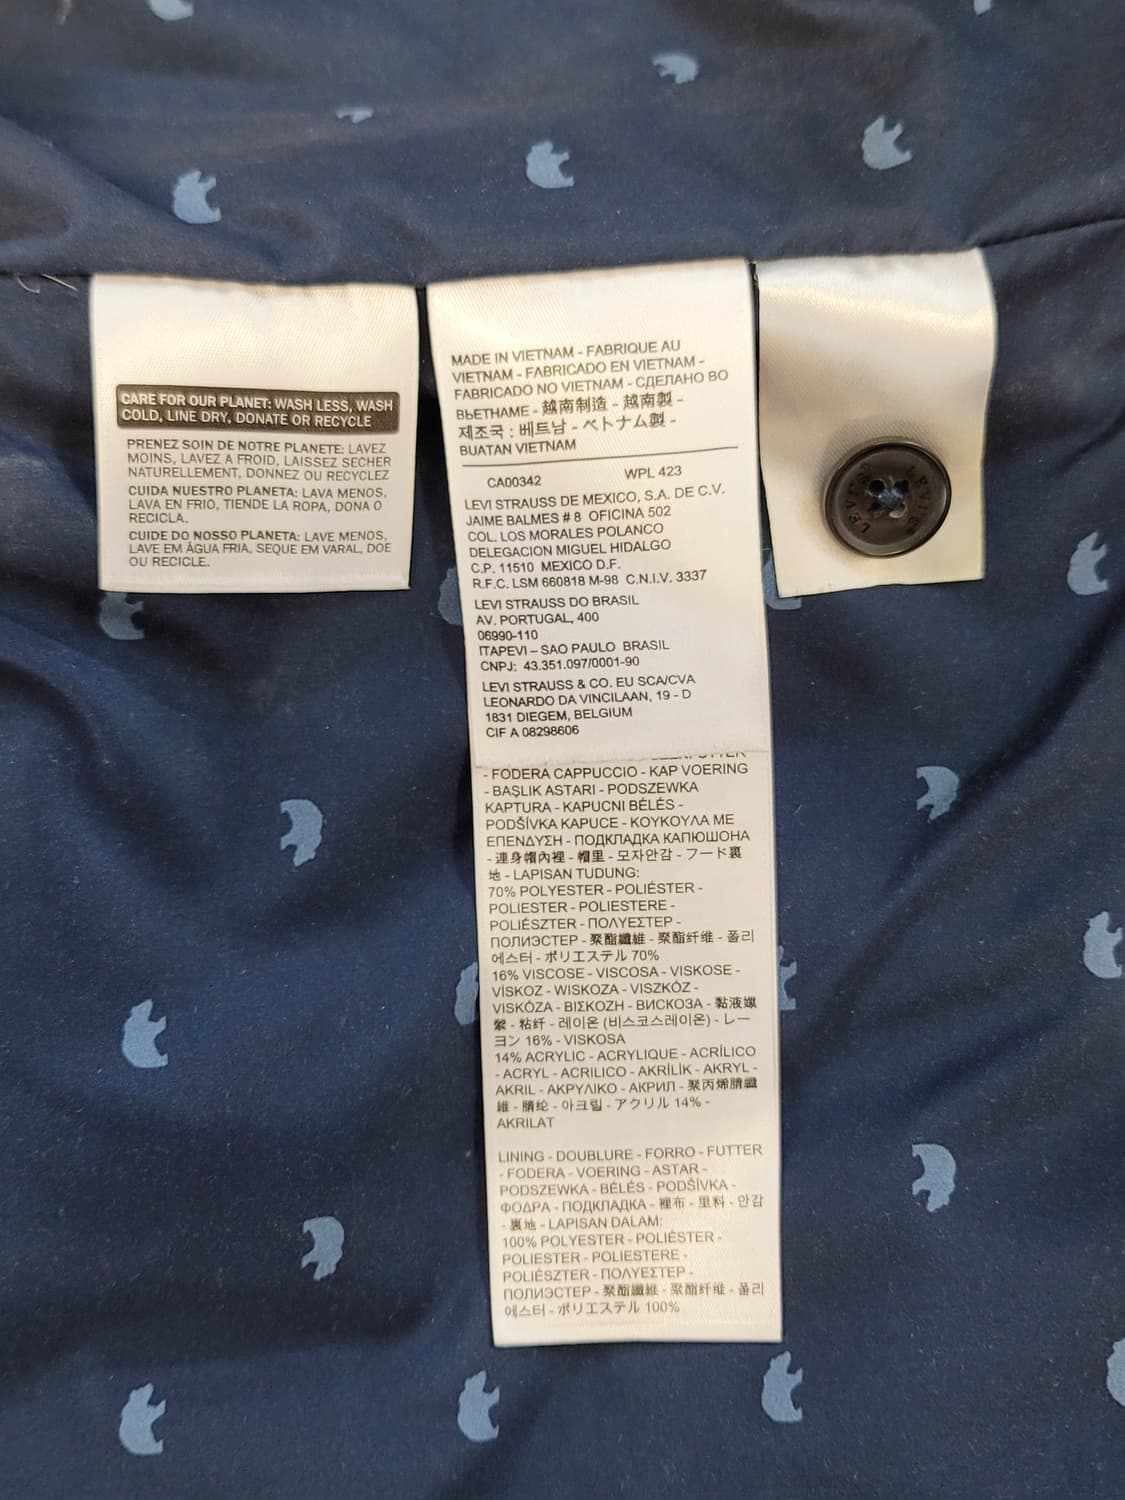 CARE FOR OUR PLANET: WASH LESS, WASH
COLD, LINE DRY, DONATE OR RECYCLE
PRENEZ SOIN DE NOTRE PLANETE: LAVEZ
MOINS, LAVEZ A FROID, LAISSEZ SECHER
NATURELLEMENT, DONNEZ OU RECYCLEZ
CUIDA NUESTRO PLANETA: LAVA MENOS,
LAVA EN FRIO, TIENDE LA ROPA, DONA O
RECICLA.
CUIDE DO NOSSO PLANETA: LAVE MENOS,
LAVE EM ÁGUA FRIA, SEQUE EM VARAL, DOE
OU RECICLE.
MADE IN VIETNAM - FABRIQUE AU
VIETNAM - FABRICADO EN VIETNAM -
FABRICADO NO VIETNAM - СДЕЛАНО ВО
ВЬЕТНАМЕ - 越南制造 - 越南製 -
제조국 : 베트남 - ベトナム製 -
BUATAN VIETNAM
CA00342 WPL 423
LEVI STRAUSS DE MEXICO, S.A. DE C.V.
JAIME BALMES # 8 OFICINA 502
COL. LOS MORALES POLANCO
DELEGACION MIGUEL HIDALGO
C.P. 11510 MEXICO D.F.
R.F.C. LSM 660818 M-98 C.N.I.V. 3337
LEVI STRAUSS DO BRASIL
AV. PORTUGAL, 400
06990-110
ITAPEVI – SAO PAULO BRASIL
CNPJ: 43.351.097/0001-90
LEVI STRAUSS & CO. EU SCA/CVA
LEONARDO DA VINCILAAN, 19 - D
1831 DIEGEM, BELGIUM
CIF A 08298606
- FODERA CAPPUCCIO - KAP VOERING
- BAŞLIK ASTARI - PODSZEWKA
KAPTURA - KAPUCNI BÉLÉS -
PODŠÍVKA KAPUCE - ΚΟΥΚΟΥΛΑ ΜΕ
ΕΠΕΝΔΥΣΗ - ПОДКЛАДКА КАПЮШОНА
- 連身帽內裡 - 帽里 - 모자안감 - フード裏
地 - LAPISAN TUDUNG:
70% POLYESTER - POLIÉSTER -
POLIESTER - POLIESTERE -
POLIÉSZTER - ΠΟΛΥΕΣΤΕΡ -
ПОЛИЭСТЕР - 聚酯纖維 - 聚酯纤维 - 폴리
에스터 - ポリエステル 70%
16% VISCOSE - VISCOSA - VISKOSE -
VİSKOZ - WISKOZA - VISZKÓZ -
VISKÓZA - ΒΙΣΚΟΖΗ - ВИСКОЗА - 黏液嫘
縈 - 粘纤 - 레이온 (비스코스레이온) - レー
ヨン 16% - VISKOSA
14% ACRYLIC - ACRYLIQUE - ACRÍLICO
- ACRYL - ACRILICO - AKRİLİK - AKRYL -
AKRIL - ΑΚΡΥΛΙΚΟ - АКРИЛ - 聚丙烯腈纖
維 - 腈纶 - 아크릴 - アクリル 14% -
AKRILAT
LINING - DOUBLURE - FORRO - FUTTER
- FODERA - VOERING - ASTAR -
PODSZEWKA - BÉLÉS - PODŠÍVKA -
ΦΟΔΡΑ - ПОДКЛАДКА - 裡布 - 里料 - 안감
- 裏地 - LAPISAN DALAM:
100% POLYESTER - POLIÉSTER -
POLIESTER - POLIESTERE -
POLIÉSZTER - ΠΟΛΥΕΣΤΕΡ -
ПОЛИЭСТЕР - 聚酯纖維 - 聚酯纤维 - 폴리
에스터 - ポリエステル 100%
LEVI'S
LEVI'S